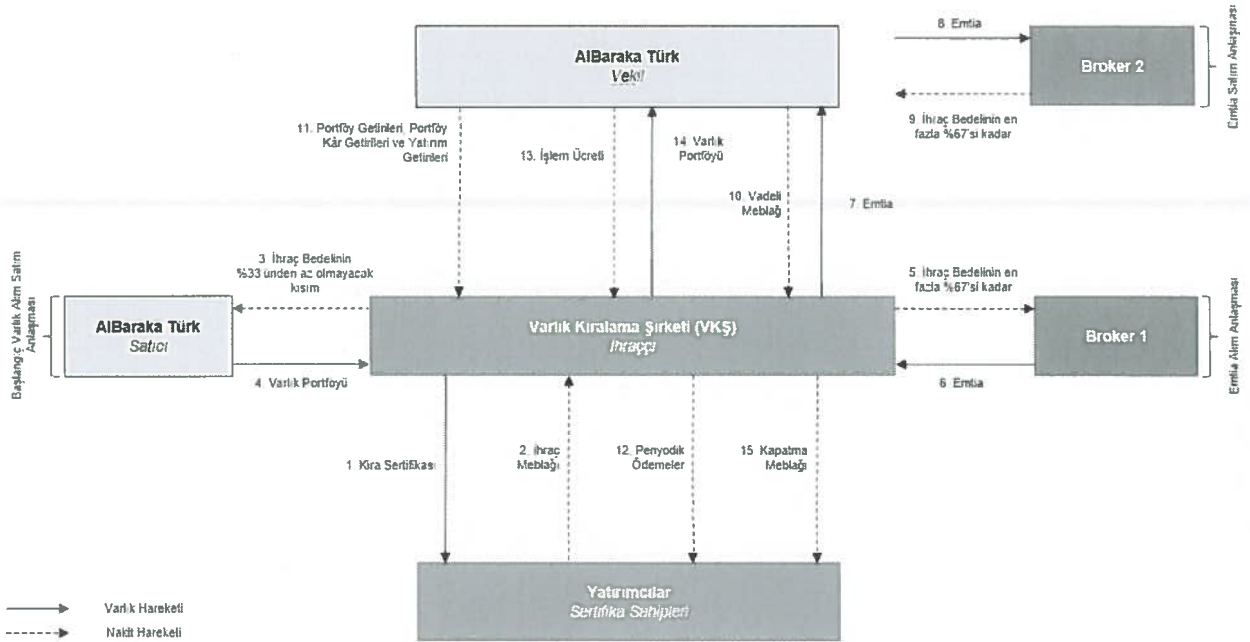 AlBaraka Türk
Vekil
8. Emtia
Broker 2
Emtia Satım Anlaşması
9. İhraç Bedelinin en
fazla %67'si kadar
11. Portföy Getirileri, Portföy
Kâr Getirileri ve Yatırım
Getirileri
13. İşlem Ücreti
14. Varlık
Portföyü
10. Vadeli
Meblağ
7. Emtia
Başlangıç Varlık Alım Satım
Anlaşması
AlBaraka Türk
Satıcı
3. İhraç Bedelinin
%33'ünden az olmayacak
kısım
4. Varlık Portföyü
Varlık Kiralama Şirketi (VKŞ)
İhraççı
5. İhraç Bedelinin en
fazla %67'si kadar
6. Emtia
Broker 1
Emtia Alım Anlaşması
1. Kira Sertifikası
2. İhraç
Meblağı
12. Periyodik
Ödemeler
15. Kapatma
Meblağı
Yatırımcılar
Sertifika Sahipleri
Varlık Hareketi
Nakit Hareketi